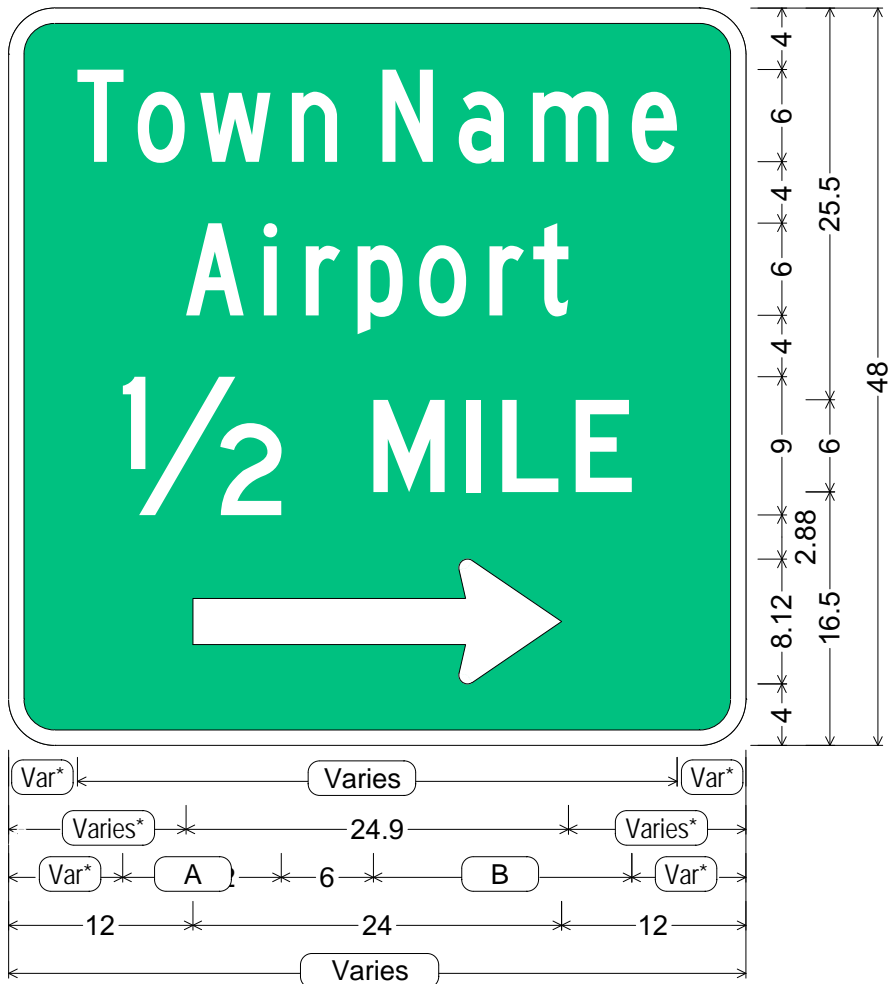 Town Name
Airport
1/2 MILE
4
6
4
6
4
9
2.88
8.12
4
25.5
6
16.5
48
Var* Varies Var*
Varies* 24.9 Varies*
Var* A 6 B Var*
12 24 12
Varies